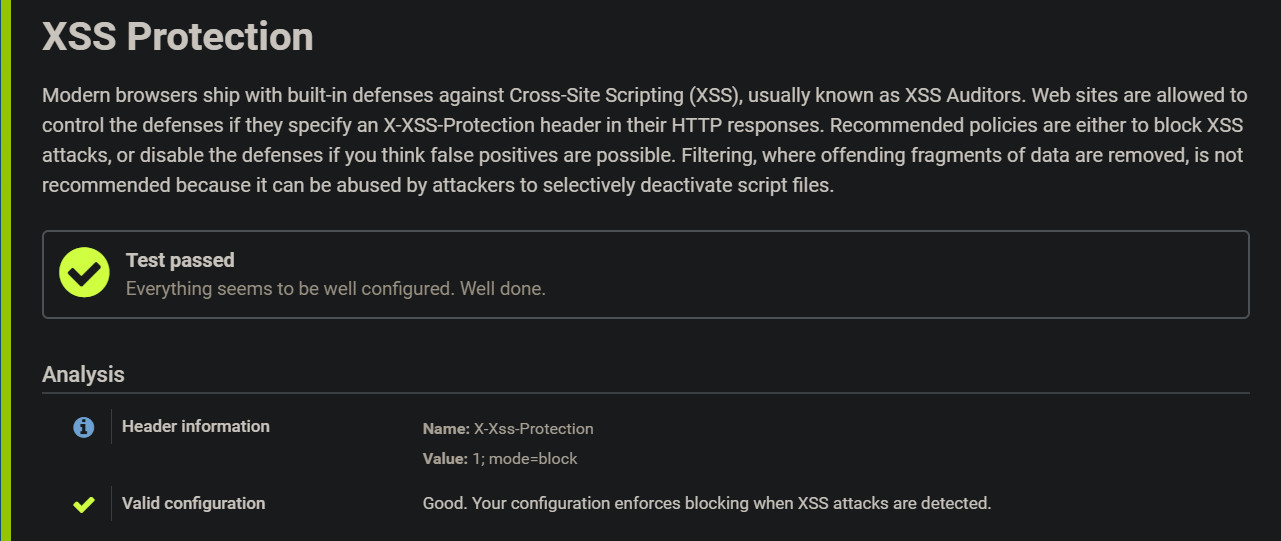 XSS Protection
Modern browsers ship with built-in defenses against Cross-Site Scripting (XSS), usually known as XSS Auditors. Web sites are allowed to
control the defenses if they specify an X-XSS-Protection header in their HTTP responses. Recommended policies are either to block XSS
attacks, or disable the defenses if you think false positives are possible. Filtering, where offending fragments of data are removed, is not
recommended because it can be abused by attackers to selectively deactivate script files.
Test passed
Everything seems to be well configured. Well done.
Analysis
Header information
Name: X-Xss-Protection
Value: 1; mode=block
Valid configuration
Good. Your configuration enforces blocking when XSS attacks are detected.